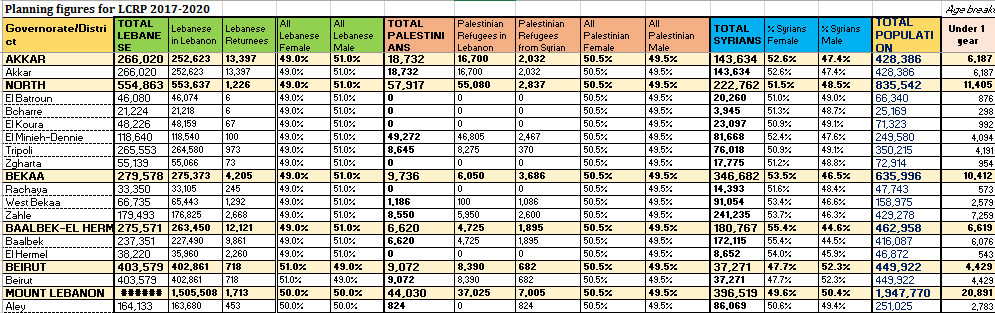 Planning figures for LCRP 2017-2020 Age break
Governorate/Distri ct TOTAL LEBANE SE Lebanese in Lebanon Lebanese Returnees All Lebanese Female All Lebanese Male TOTAL PALESTINI ANS Palestinian Refugees in Lebanon Palestinian Refugees from Syrian All Palestinian Female All Palestinian Male TOTAL SYRIANS % Syrians Female % Syrians Male TOTAL POPULATI ON Under 1 year
AKKAR 266,020 252,623 13,397 49.0% 51.0% 18,732 16,700 2,032 50.5% 49.5% 143,634 52.6% 47.4% 428,386 6,187
Akkar 266,020 252,623 13,397 49.0% 51.0% 18,732 16,700 2,032 50.5% 49.5% 143,634 52.6% 47.4% 428,386 6,187
NORTH 554,863 553,637 1,226 49.0% 51.0% 57,917 55,080 2,837 50.5% 49.5% 222,762 51.5% 48.5% 835,542 11,405
El Batroun 46,080 46,074 6 49.0% 51.0% 0 0 0 50.5% 49.5% 20,260 51.0% 49.0% 66,340 876
Bcharre 21,224 21,218 6 49.0% 51.0% 0 0 0 50.5% 49.5% 3,945 51.3% 48.7% 25,169 298
El Koura 48,226 48,159 67 49.0% 51.0% 0 0 0 50.5% 49.5% 23,097 50.9% 49.1% 71,323 992
El Minieh-Dennie 118,640 118,540 100 49.0% 51.0% 49,272 46,805 2,467 50.5% 49.5% 81,668 52.4% 47.6% 249,580 4,094
Tripoli 265,553 264,580 973 49.0% 51.0% 8,645 8,275 370 50.5% 49.5% 76,018 50.9% 49.1% 350,215 4,191
Zgharta 55,139 55,066 73 49.0% 51.0% 0 0 0 50.5% 49.5% 17,775 51.2% 48.8% 72,914 954
BEKAA 279,578 275,373 4,205 49.0% 51.0% 9,736 6,050 3,686 50.5% 49.5% 346,682 53.5% 46.5% 635,996 10,412
Rachaya 33,350 33,105 245 49.0% 51.0% 0 0 0 50.5% 49.5% 14,393 51.6% 48.4% 47,743 573
West Bekaa 66,735 65,443 1,292 49.0% 51.0% 1,186 100 1,086 50.5% 49.5% 91,054 53.4% 46.6% 158,975 2,579
Zahle 179,493 176,825 2,668 49.0% 51.0% 8,550 5,950 2,600 50.5% 49.5% 241,235 53.7% 46.3% 429,278 7,259
BAALBEK-EL HERM 275,571 263,450 12,121 49.0% 51.0% 6,620 4,725 1,895 50.5% 49.5% 180,767 55.4% 44.6% 462,958 6,619
Baalbek 237,351 227,490 9,861 49.0% 51.0% 6,620 4,725 1,895 50.5% 49.5% 172,115 55.4% 44.5% 416,087 6,076
El Hermel 38,220 35,960 2,260 49.0% 51.0% 0 0 0 50.5% 49.5% 8,652 54.0% 45.9% 46,872 543
BEIRUT 403,579 402,861 718 51.0% 49.0% 9,072 8,390 682 50.5% 49.5% 37,271 47.7% 52.3% 449,922 4,429
Beirut 403,579 402,861 718 51.0% 49.0% 9,072 8,390 682 50.5% 49.5% 37,271 47.7% 52.3% 449,922 4,429
MOUNT LEBANON ###### 1,505,508 1,713 50.0% 50.0% 44,030 37,025 7,005 50.5% 49.5% 396,519 49.6% 50.4% 1,947,770 20,891
Aley 164,133 163,680 453 50.0% 50.0% 824 0 824 50.5% 49.5% 86,069 50.6% 49.4% 251,025 2,783